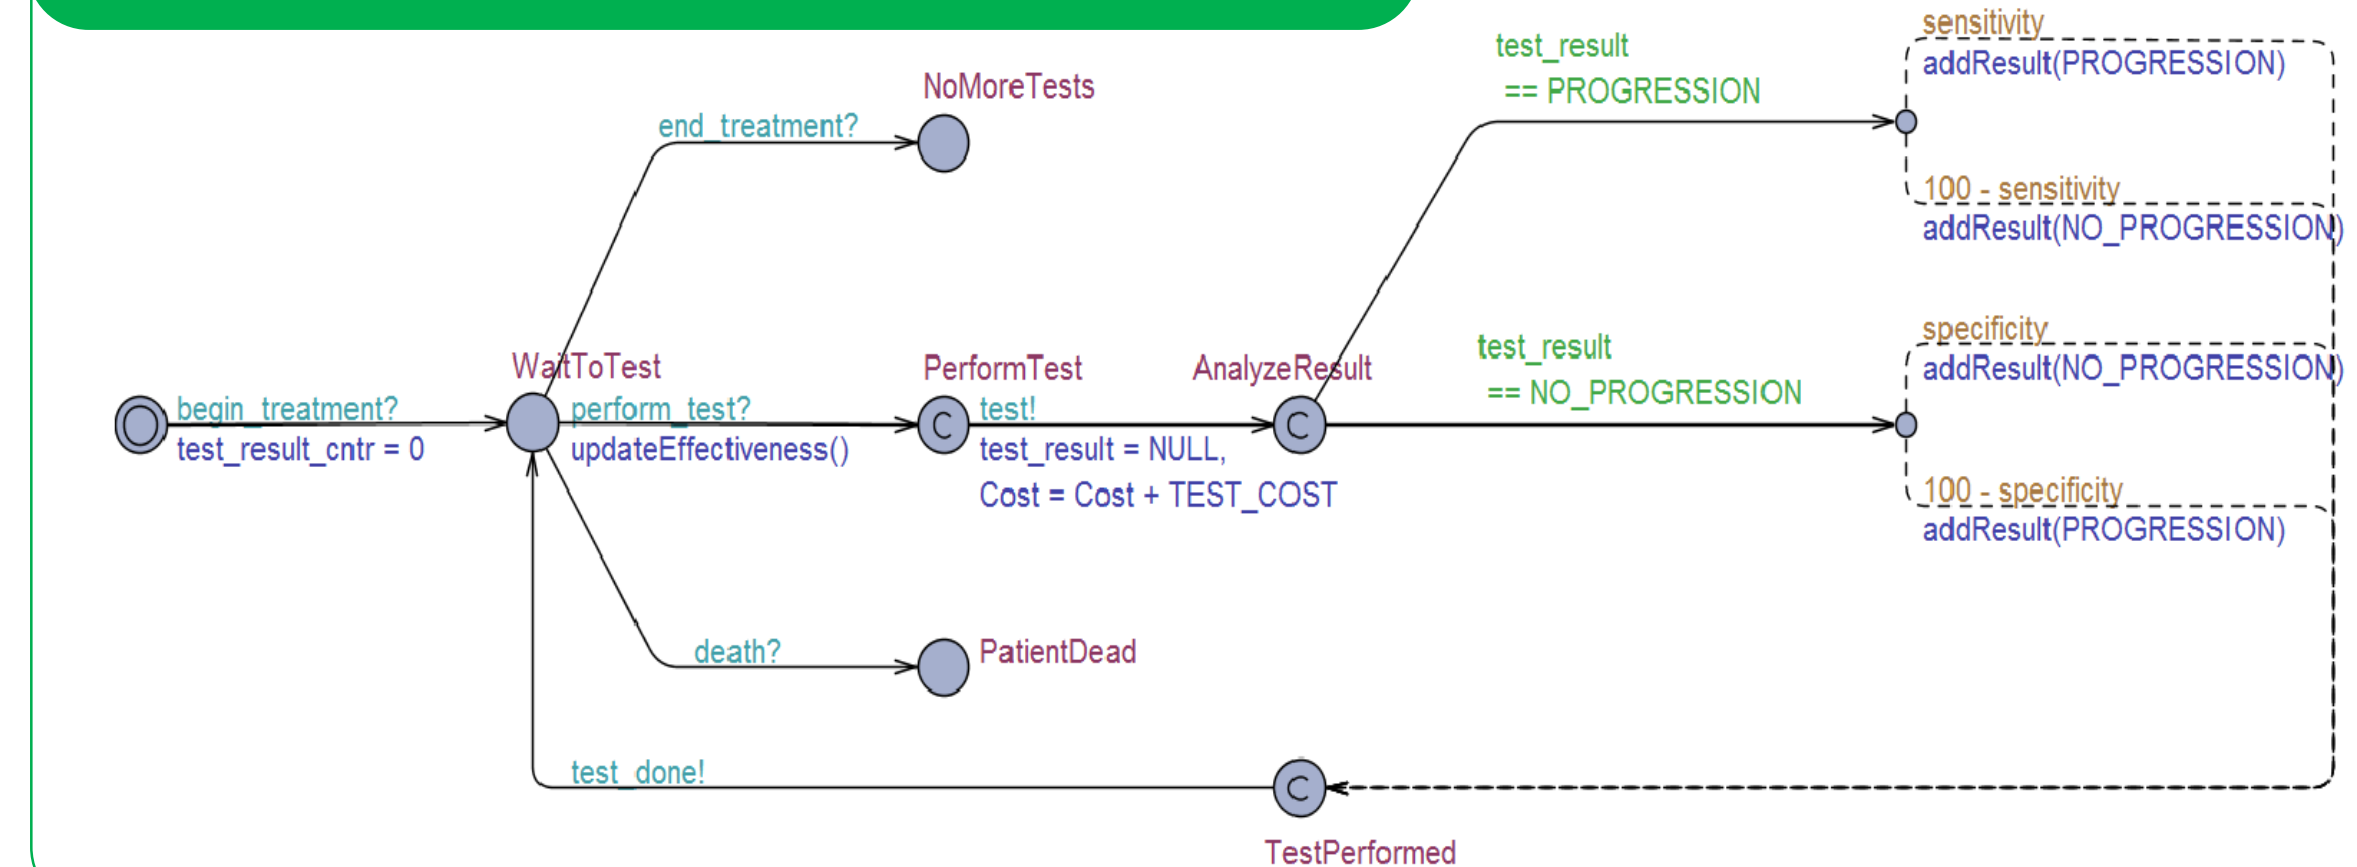 sensitivity
addResult(PROGRESSION)
test_result
== PROGRESSION
NoMoreTests
end_treatment?
100 - sensitivity
addResult(NO_PROGRESSION)
specificity
addResult(NO_PROGRESSION)
test_result
== NO_PROGRESSION
WaitToTest
PerformTest
AnalyzeResult
begin_treatment?
test_result_cntr = 0
perform_test?
updateEffectiveness()
C
test!
test_result = NULL,
Cost = Cost + TEST_COST
C
100 - specificity
addResult(PROGRESSION)
death?
PatientDead
test_done!
C
TestPerformed